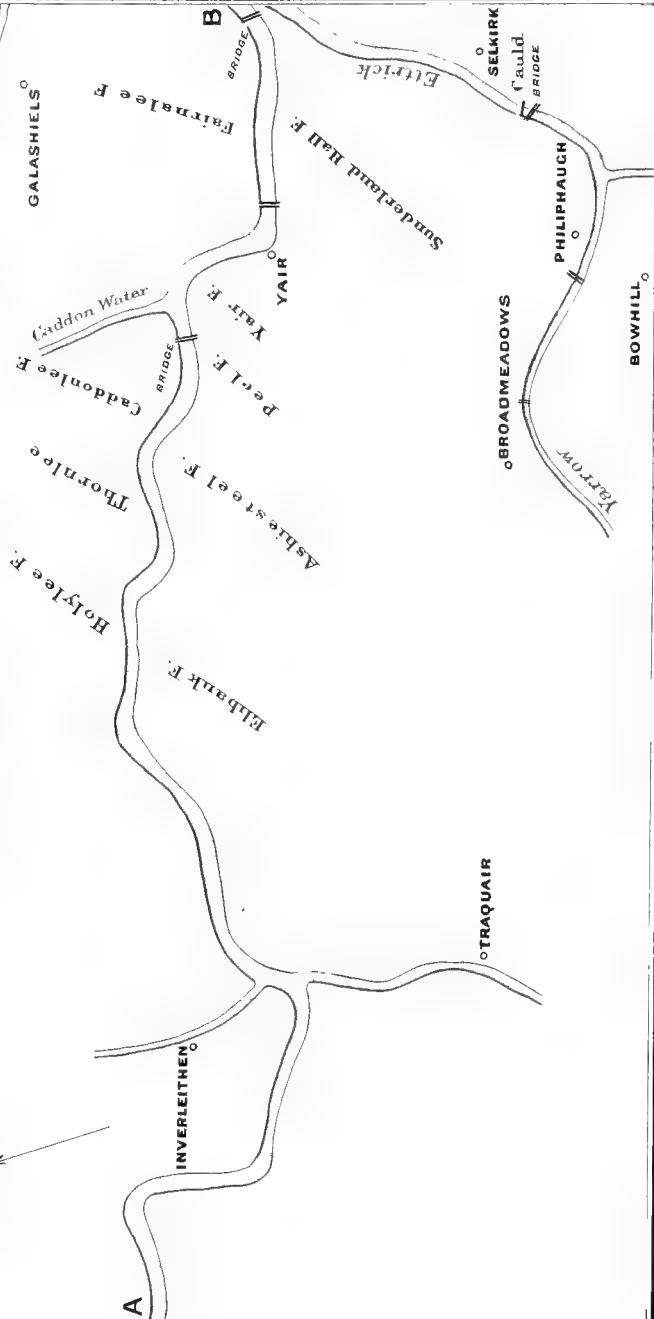 A
INVERLEITHEN
TRAQUAIR
Elibank F.
Holylee F.
Thornlee
Ashiesteel F.
Caddonlee F.
Caddon Water
BRIDGE
Peel F.
Yair F.
YAIR
GALASHIELS
Fairnalee F
Sunderland Hall F.
BRIDGE
B
Ettrick
SELKIRK
Cauld
BRIDGE
PHILIPHAUGH
BROADMEADOWS
BOWHILL
Yarrow